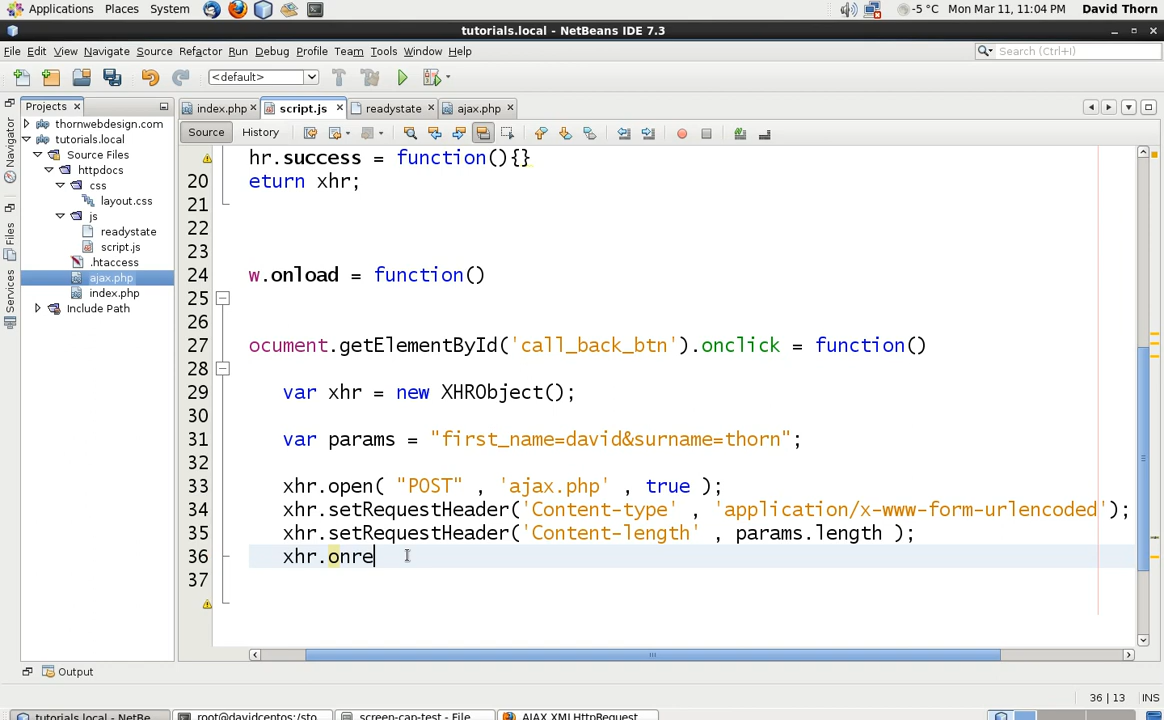 Applications Places System -5 °C Mon Mar 11, 11:04 PM David Thorn
tutorials.local - NetBeans IDE 7.3
File Edit View Navigate Source Refactor Run Debug Profile Team Tools Window Help Search (Ctrl+I)
<default>
Projects
index.php script.js readystate ajax.php
Source History
Navigator
Files
Services
thornwebdesign.com
tutorials.local
Source Files
httpdocs
css
layout.css
js
readystate
script.js
.htaccess
ajax.php
index.php
Include Path
hr.success = function(){}
20 eturn xhr;
21
22
23
24 w.onload = function()
25
26
27 ocument.getElementById('call_back_btn').onclick = function()
28
29 var xhr = new XHRObject();
30
31 var params = "first_name=david&surname=thorn";
32
33 xhr.open( "POST" , 'ajax.php' , true );
34 xhr.setRequestHeader('Content-type' , 'application/x-www-form-urlencoded');
35 xhr.setRequestHeader('Content-length' , params.length );
36 xhr.onre
37
Output
36 | 13 INS
tutorials.local - NetBe... root@davidcentos:/sto... screen-cap-test - File... AJAX XMLHttpRequest...